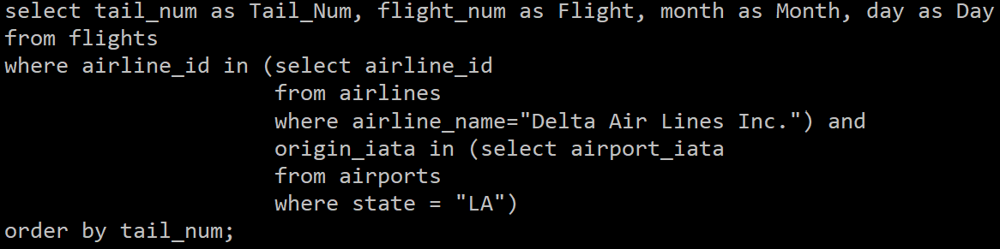 select tail_num as Tail_Num, flight_num as Flight, month as Month, day as Day
from flights
where airline_id in (select airline_id
                     from airlines
                     where airline_name="Delta Air Lines Inc.") and
                     origin_iata in (select airport_iata
                     from airports
                     where state = "LA")
order by tail_num;